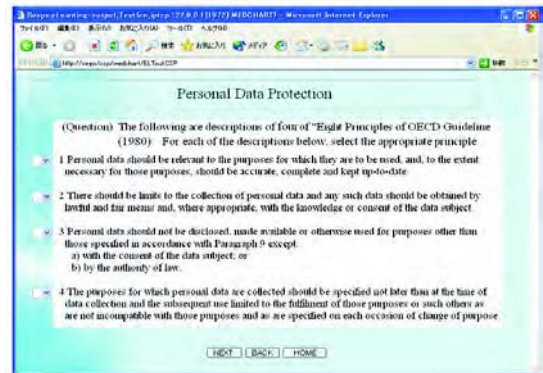 Microsoft Internet Explorer
Personal Data Protection
(Question) The following are descriptions of four of "Eight Principles of OECD Guideline
(1980) For each of the descriptions below, select the appropriate principle
1 Personal data should be relevant to the purposes for which they are to be used, and, to the extent
necessary for those purposes, should be accurate, complete and kept up-to-date
2 There should be limits to the collection of personal data and any such data should be obtained by
lawful and fair means and, where appropriate, with the knowledge or consent of the data subject
3 Personal data should not be disclosed, made available or otherwise used for purposes other than
those specified in accordance with Paragraph 9 except:
a) with the consent of the data subject; or
b) by the authority of law.
4 The purposes for which personal data are collected should be specified not later than at the time of
data collection and the subsequent use limited to the fulfilment of those purposes or such others as
are not incompatible with those purposes and as are specified on each occasion of change of purpose
NEXT BACK HOME